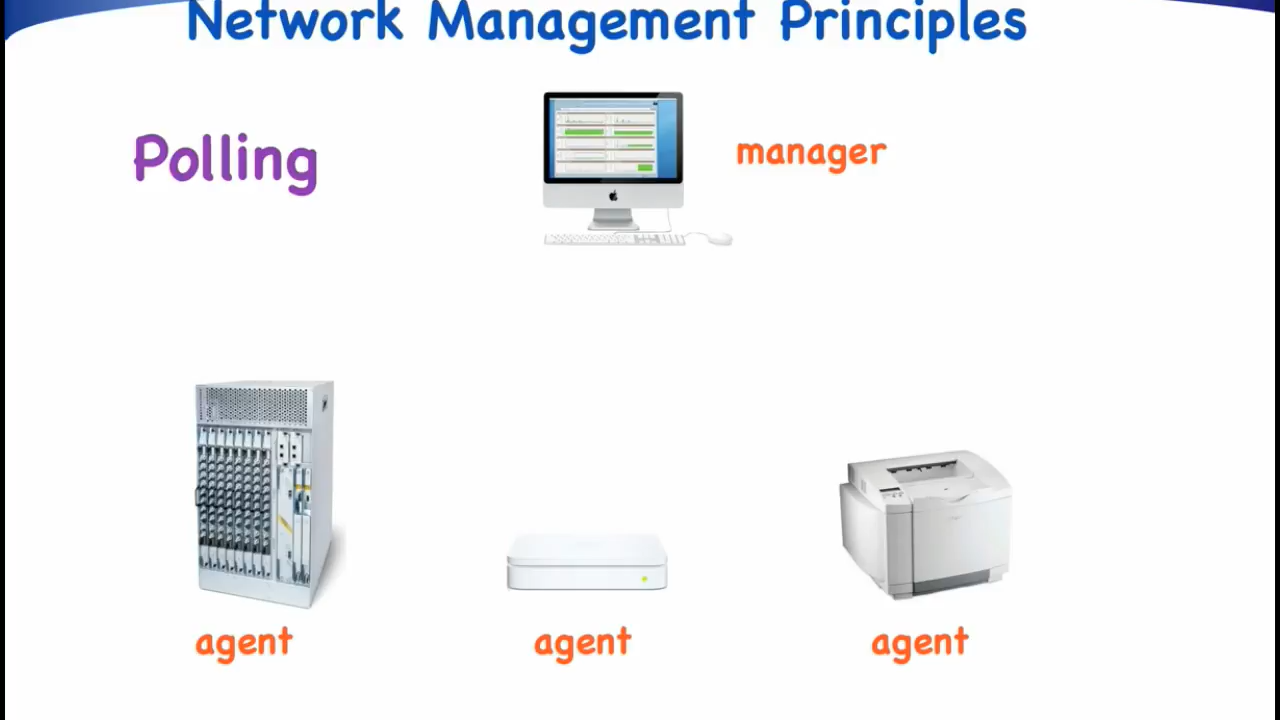 Network Management Principles
Polling
manager
agent
agent
agent